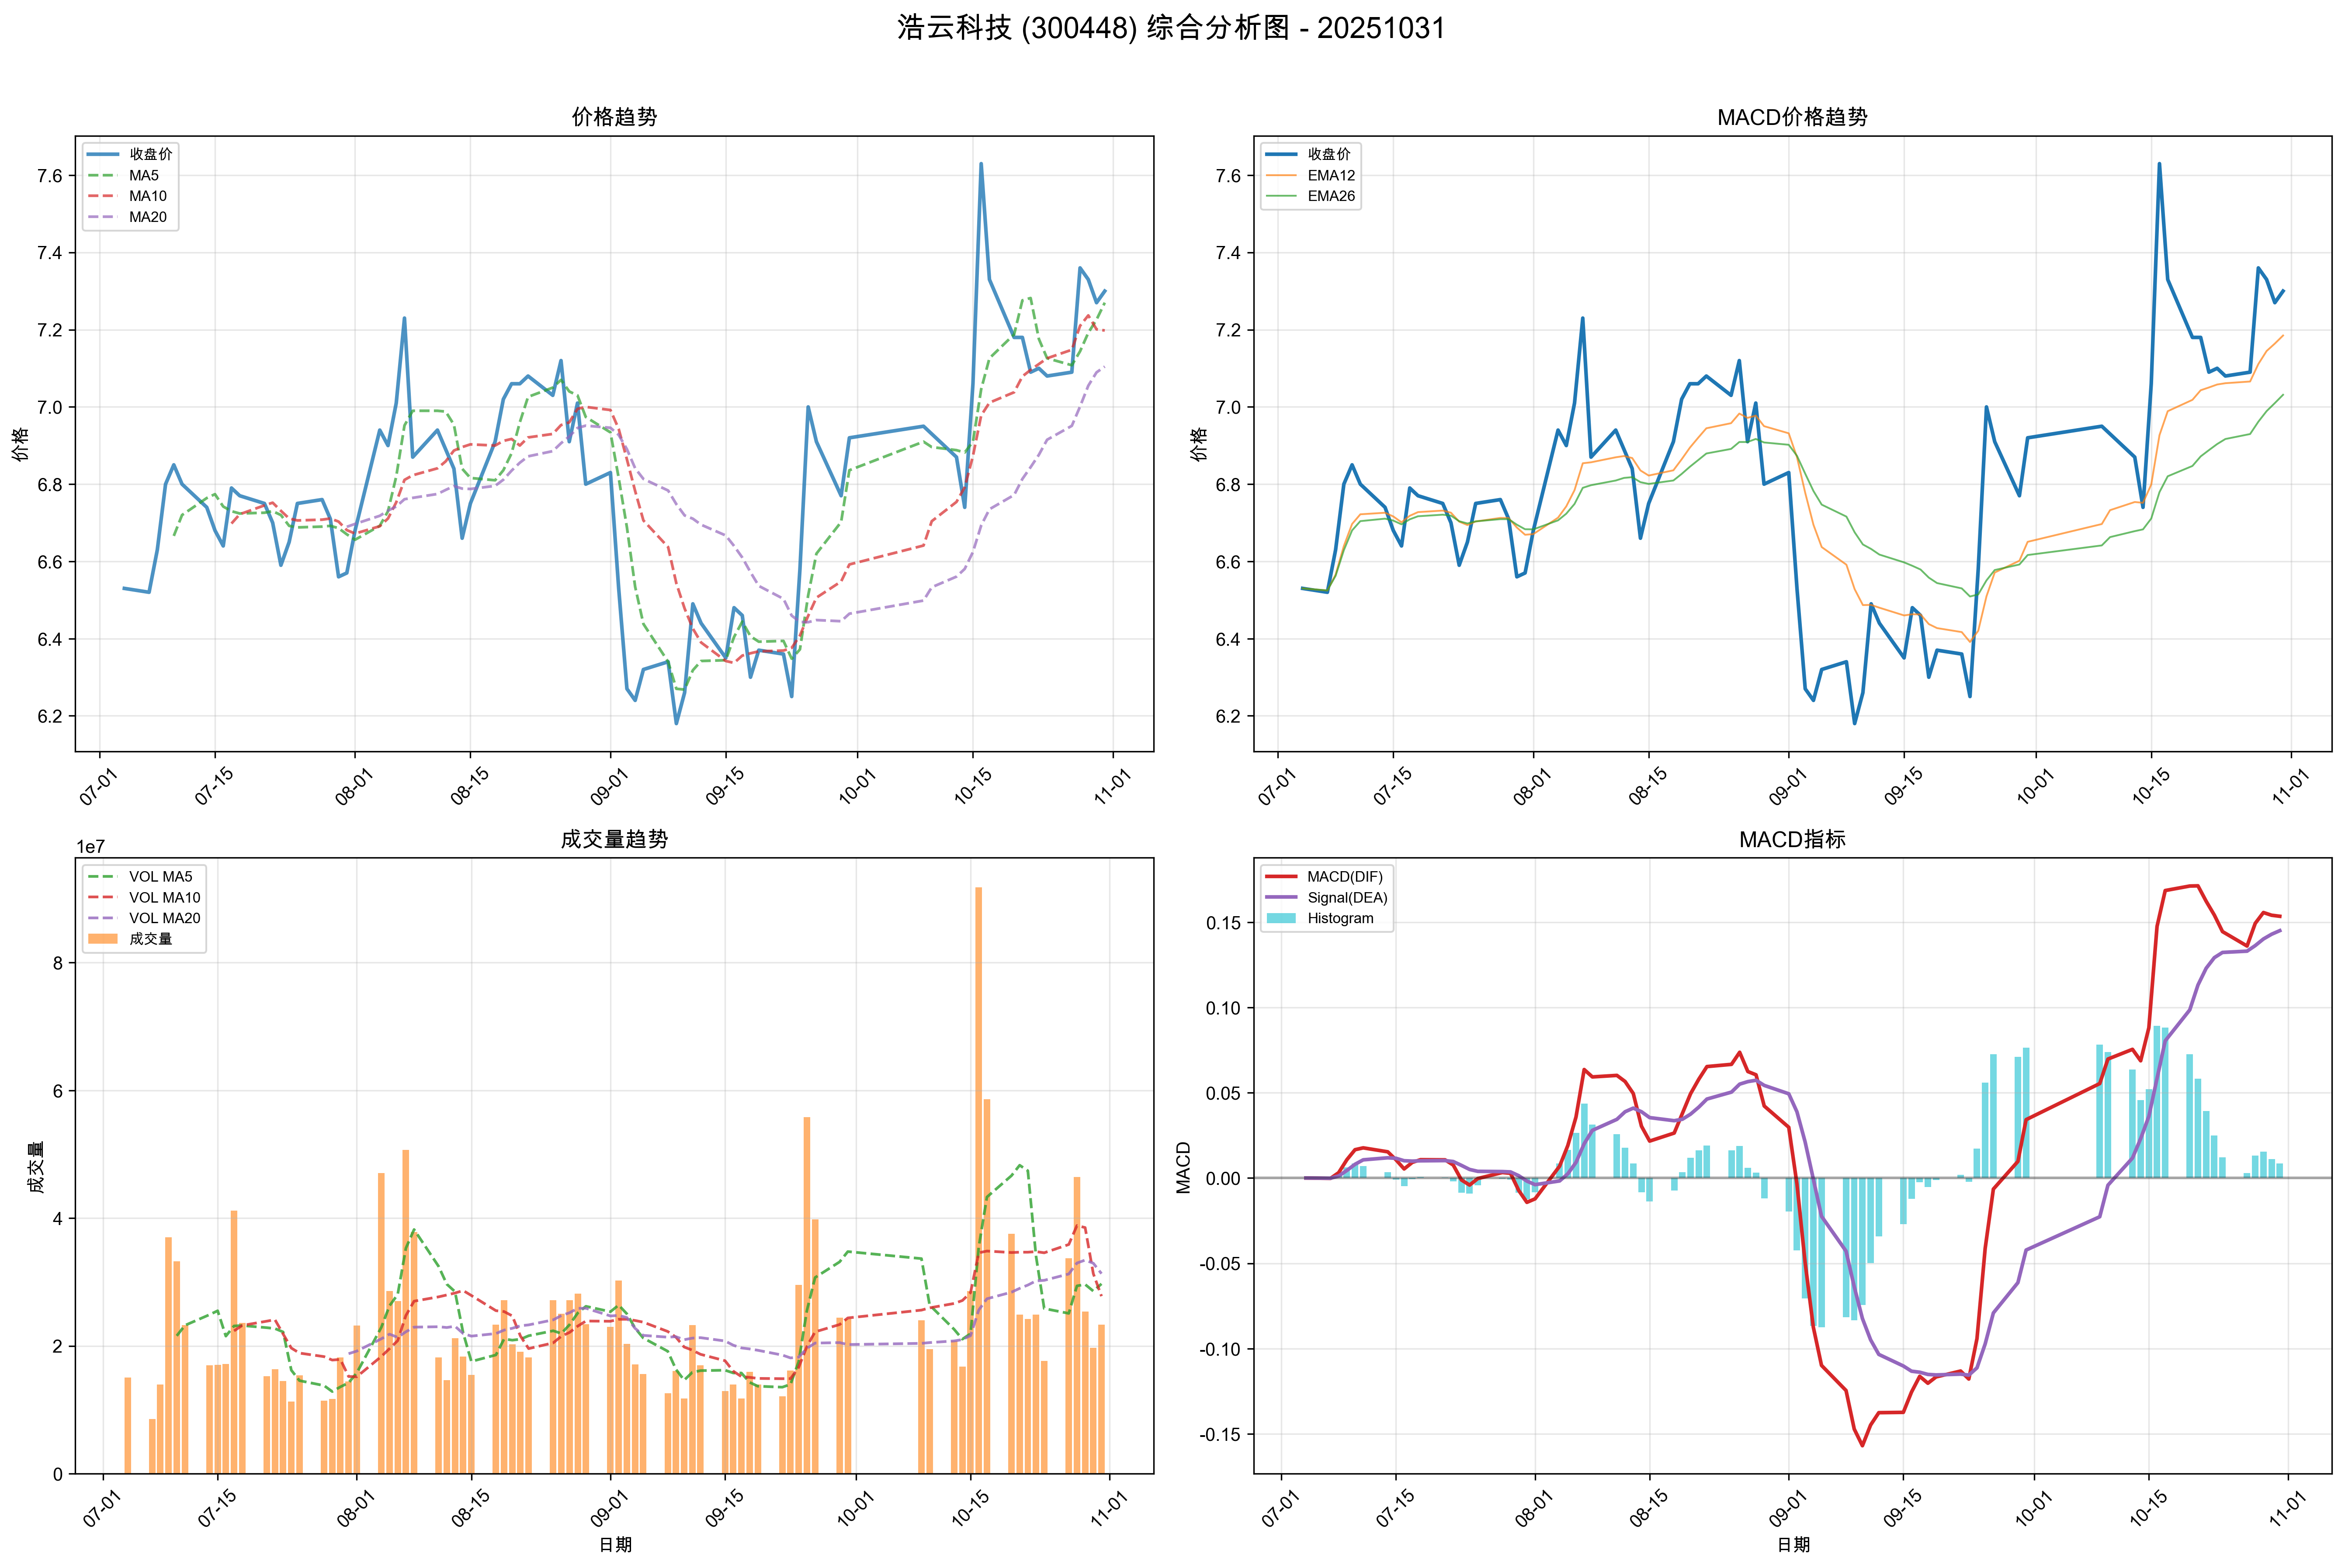 浩云科技 (300448) 综合分析图 - 20251031
价格趋势
收盘价
MA5
MA10
MA20
价格
7.6
7.4
7.2
7.0
6.8
6.6
6.4
6.2
07-01
07-15
08-01
08-15
09-01
09-15
10-01
10-15
11-01
MACD价格趋势
收盘价
EMA12
EMA26
价格
7.6
7.4
7.2
7.0
6.8
6.6
6.4
6.2
07-01
07-15
08-01
08-15
09-01
09-15
10-01
10-15
11-01
成交量趋势
1e7
VOL MA5
VOL MA10
VOL MA20
成交量
成交量
8
6
4
2
0
07-01
07-15
08-01
08-15
09-01
09-15
10-01
10-15
11-01
日期
MACD指标
MACD(DIF)
Signal(DEA)
Histogram
MACD
0.15
0.10
0.05
0.00
-0.05
-0.10
-0.15
07-01
07-15
08-01
08-15
09-01
09-15
10-01
10-15
11-01
日期